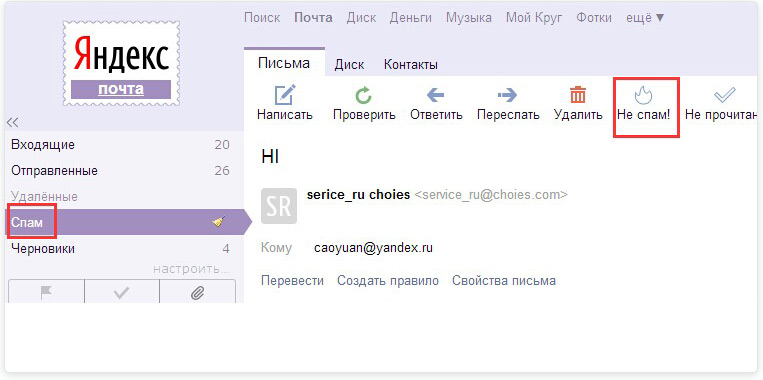 Поиск Почта Диск Деньги Музыка Мой Круг Фотки ещё ▼
Яндекс
почта
Письма Диск Контакты
Написать Проверить Ответить Переслать Удалить Не спам! Не прочитан
Входящие 20
Отправленные 26
Удалённые
Спам
Черновики 4
настроить...
HI
SR
serice_ru choies <service_ru@choies.com>
Кому caoyuan@yandex.ru
Перевести Создать правило Свойства письма